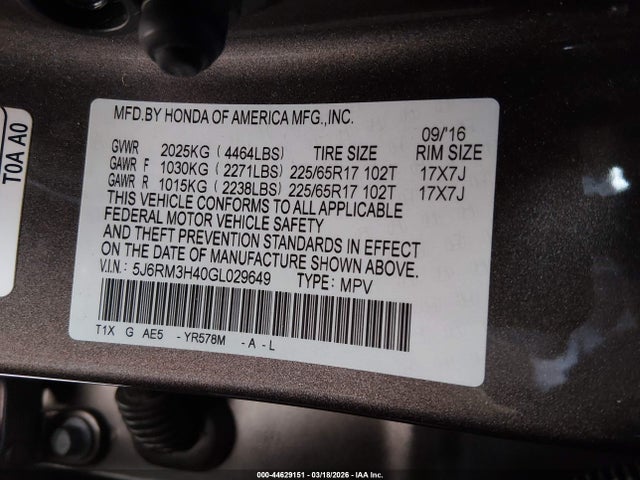 T0A A0
MFD.BY HONDA OF AMERICA MFG.,INC.
09/'16
GVWR 2025KG ( 4464LBS) TIRE SIZE RIM SIZE
GAWR F 1030KG ( 2271LBS) 225/65R17 102T 17X7J
GAWR R 1015KG ( 2238LBS) 225/65R17 102T 17X7J
THIS VEHICLE CONFORMS TO ALL APPLICABLE
FEDERAL MOTOR VEHICLE SAFETY
AND THEFT PREVENTION STANDARDS IN EFFECT
ON THE DATE OF MANUFACTURE SHOWN ABOVE.
V.I.N.: 5J6RM3H40GL029649 TYPE: MPV
T1X G AE5 -YR578M -A-L
000-44629151 - 03/18/2026 - IAA Inc.